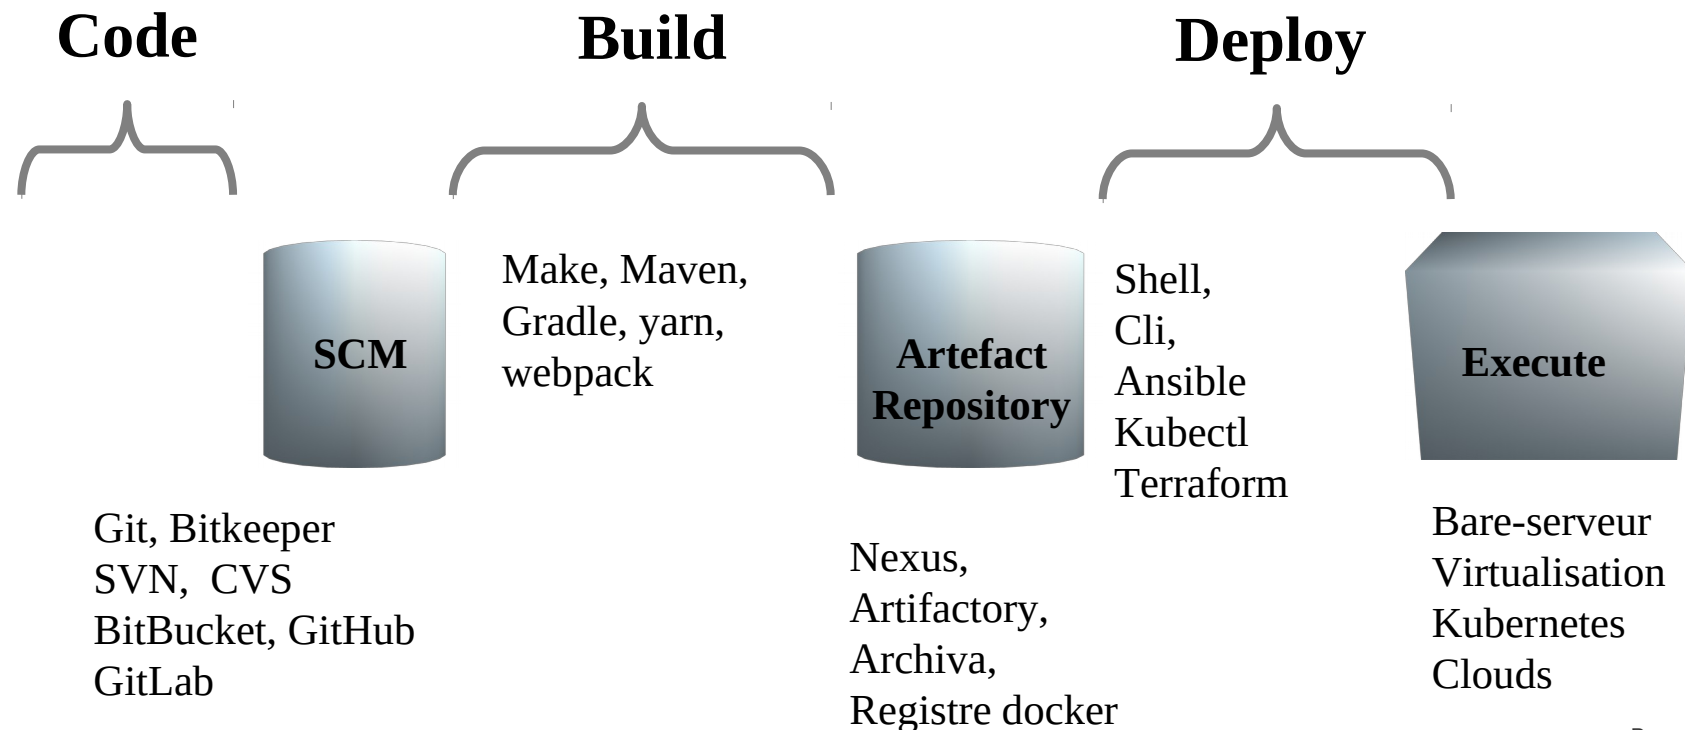 Code
Build
Deploy
SCM
Make, Maven,
Gradle, yarn,
webpack
Artefact
Repository
Shell,
Cli,
Ansible
Kubectl
Terraform
Execute
Git, Bitkeeper
SVN,  CVS
BitBucket, GitHub
GitLab
Nexus,
Artifactory,
Archiva,
Registre docker
Bare-serveur
Virtualisation
Kubernetes
Clouds